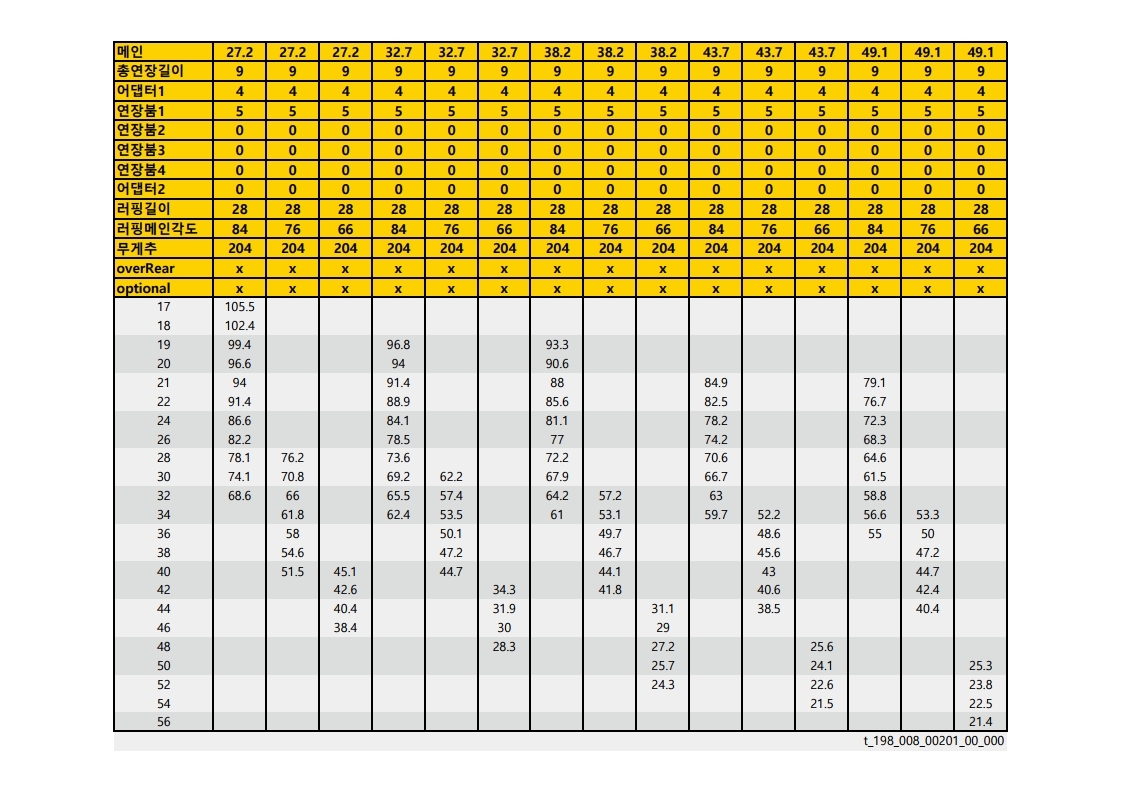 메인 27.2 27.2 27.2 32.7 32.7 32.7 38.2 38.2 38.2 43.7 43.7 43.7 49.1 49.1 49.1
총연장길이 9 9 9 9 9 9 9 9 9 9 9 9 9 9 9
어댑터1 4 4 4 4 4 4 4 4 4 4 4 4 4 4 4
연장붐1 5 5 5 5 5 5 5 5 5 5 5 5 5 5 5
연장붐2 0 0 0 0 0 0 0 0 0 0 0 0 0 0 0
연장붐3 0 0 0 0 0 0 0 0 0 0 0 0 0 0 0
연장붐4 0 0 0 0 0 0 0 0 0 0 0 0 0 0 0
어댑터2 0 0 0 0 0 0 0 0 0 0 0 0 0 0 0
러핑길이 28 28 28 28 28 28 28 28 28 28 28 28 28 28 28
러핑메인각도 84 76 66 84 76 66 84 76 66 84 76 66 84 76 66
무게추 204 204 204 204 204 204 204 204 204 204 204 204 204 204 204
overRear x x x x x x x x x x x x x x x
optional x x x x x x x x x x x x x x x
17 105.5
18 102.4
19 99.4 96.8 93.3
20 96.6 94 90.6
21 94 91.4 88 84.9 79.1
22 91.4 88.9 85.6 82.5 76.7
24 86.6 84.1 81.1 78.2 72.3
26 82.2 78.5 77 74.2 68.3
28 78.1 76.2 73.6 72.2 70.6 64.6
30 74.1 70.8 69.2 62.2 67.9 66.7 61.5
32 68.6 66 65.5 57.4 64.2 57.2 63 58.8
34 61.8 62.4 53.5 61 53.1 59.7 52.2 56.6 53.3
36 58 50.1 49.7 48.6 55 50
38 54.6 47.2 46.7 45.6 47.2
40 51.5 45.1 44.7 44.1 43 44.7
42 42.6 34.3 41.8 40.6 42.4
44 40.4 31.9 31.1 38.5 40.4
46 38.4 30 29
48 28.3 27.2 25.6
50 25.7 24.1 25.3
52 24.3 22.6 23.8
54 21.5 22.5
56 21.4
t_198_008_00201_00_000